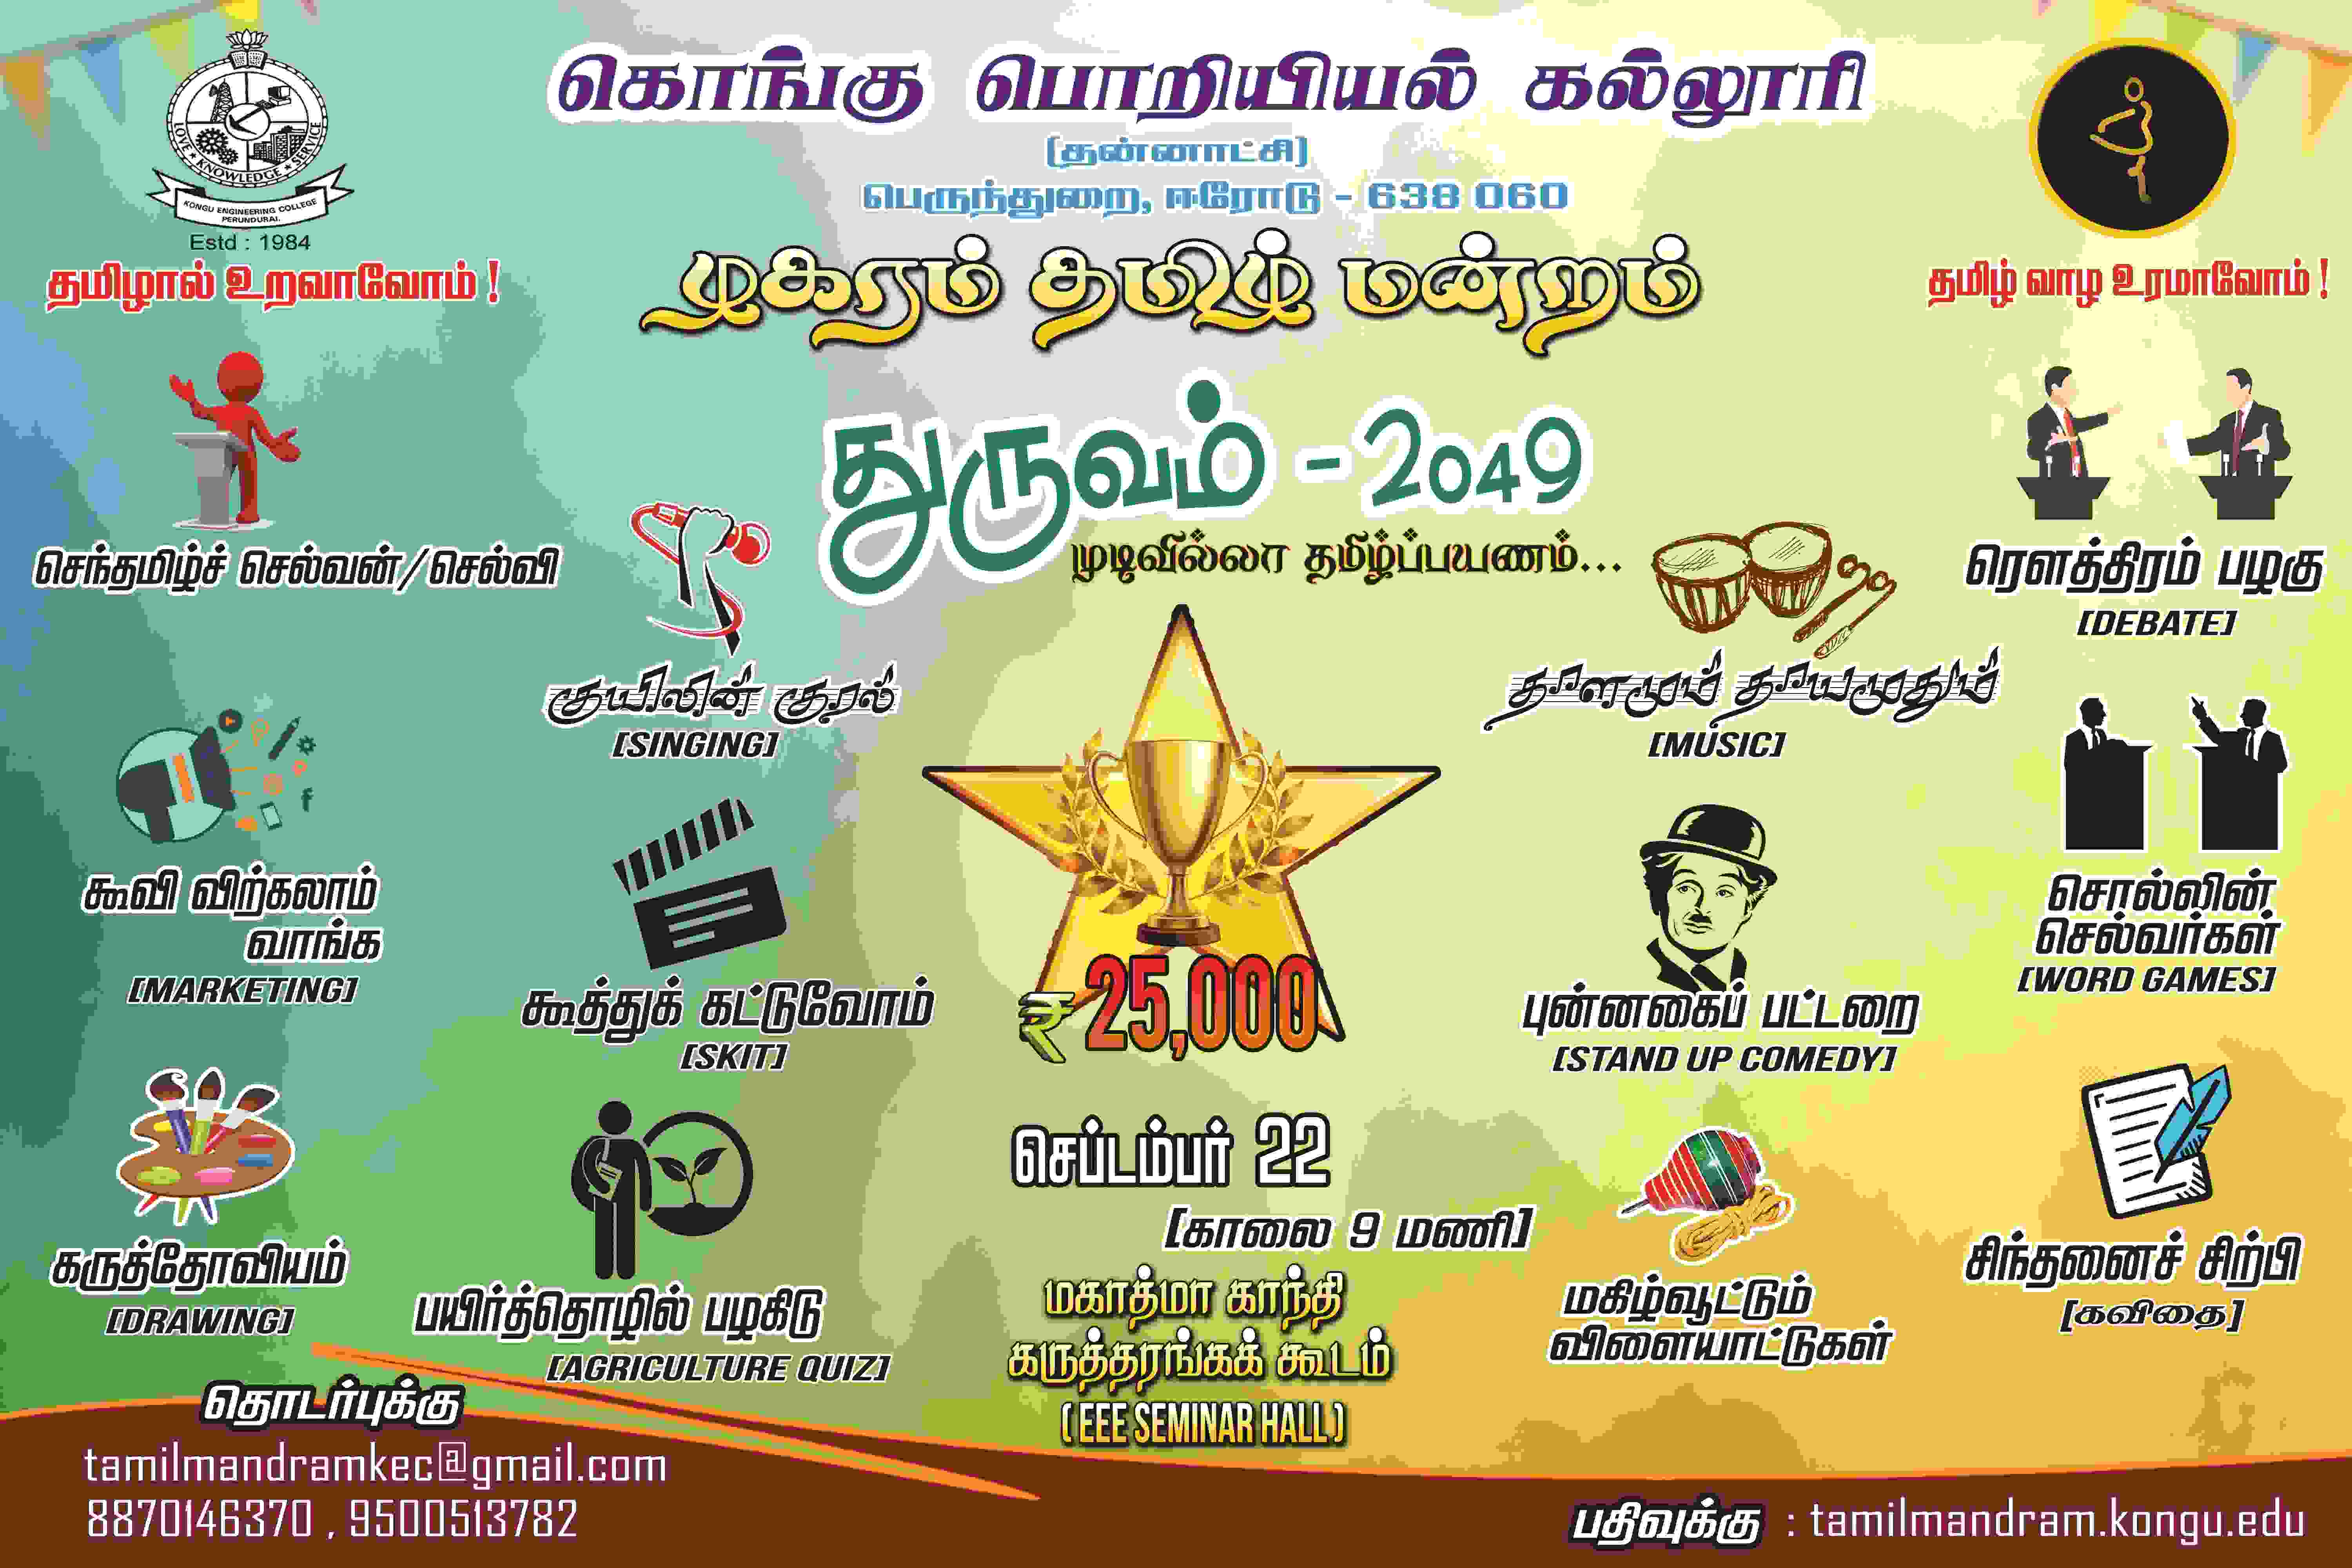 கொங்கு பொறியியல் கல்லூரி
(தன்னாட்சி)
பெருந்துறை, ஈரோடு - 638 060
LOVE ★ KNOWLEDGE ★ SERVICE
KONGU ENGINEERING COLLEGE
PERUNDURAI.
Estd : 1984
தமிழால் உறவாவோம் !
ழகரம் தமிழ் மன்றம்
தமிழ் வாழ உரமாவோம் !
துருவம் - 2049
முடிவில்லா தமிழ்ப்பயணம்...
செந்தமிழ்ச் செல்வன்/செல்வி
குயிலின் குரல்
[SINGING]
தாளமும் தாயமுதும்
[MUSIC]
ரௌத்திரம் பழகு
[DEBATE]
கூவி விற்கலாம்
வாங்க
[MARKETING]
கூத்துக் கட்டுவோம்
[SKIT]
₹ 25,000
புன்னகைப் பட்டறை
[STAND UP COMEDY]
சொல்லின்
செல்வர்கள்
[WORD GAMES]
கருத்தோவியம்
[DRAWING]
பயிர்த்தொழில் பழகிடு
[AGRICULTURE QUIZ]
செப்டம்பர் 22
[காலை 9 மணி]
மகாத்மா காந்தி
கருத்தரங்கக் கூடம்
( EEE SEMINAR HALL )
மகிழ்வூட்டும்
விளையாட்டுகள்
சிந்தனைச் சிற்பி
[கவிதை]
தொடர்புக்கு
tamilmandramkec@gmail.com
8870146370 , 9500513782
பதிவுக்கு : tamilmandram.kongu.edu